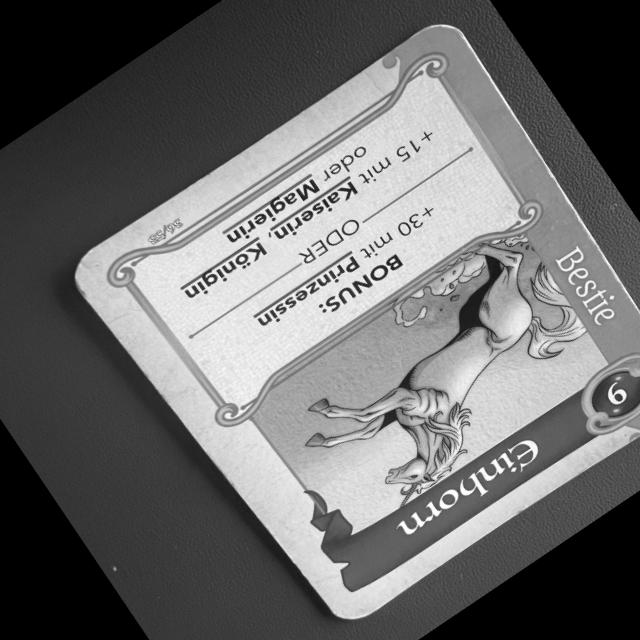 9
Einhorn
Bestie
BONUS:
+30 mit Prinzessin
ODER
+15 mit Kaiserin, Königin
oder Magierin